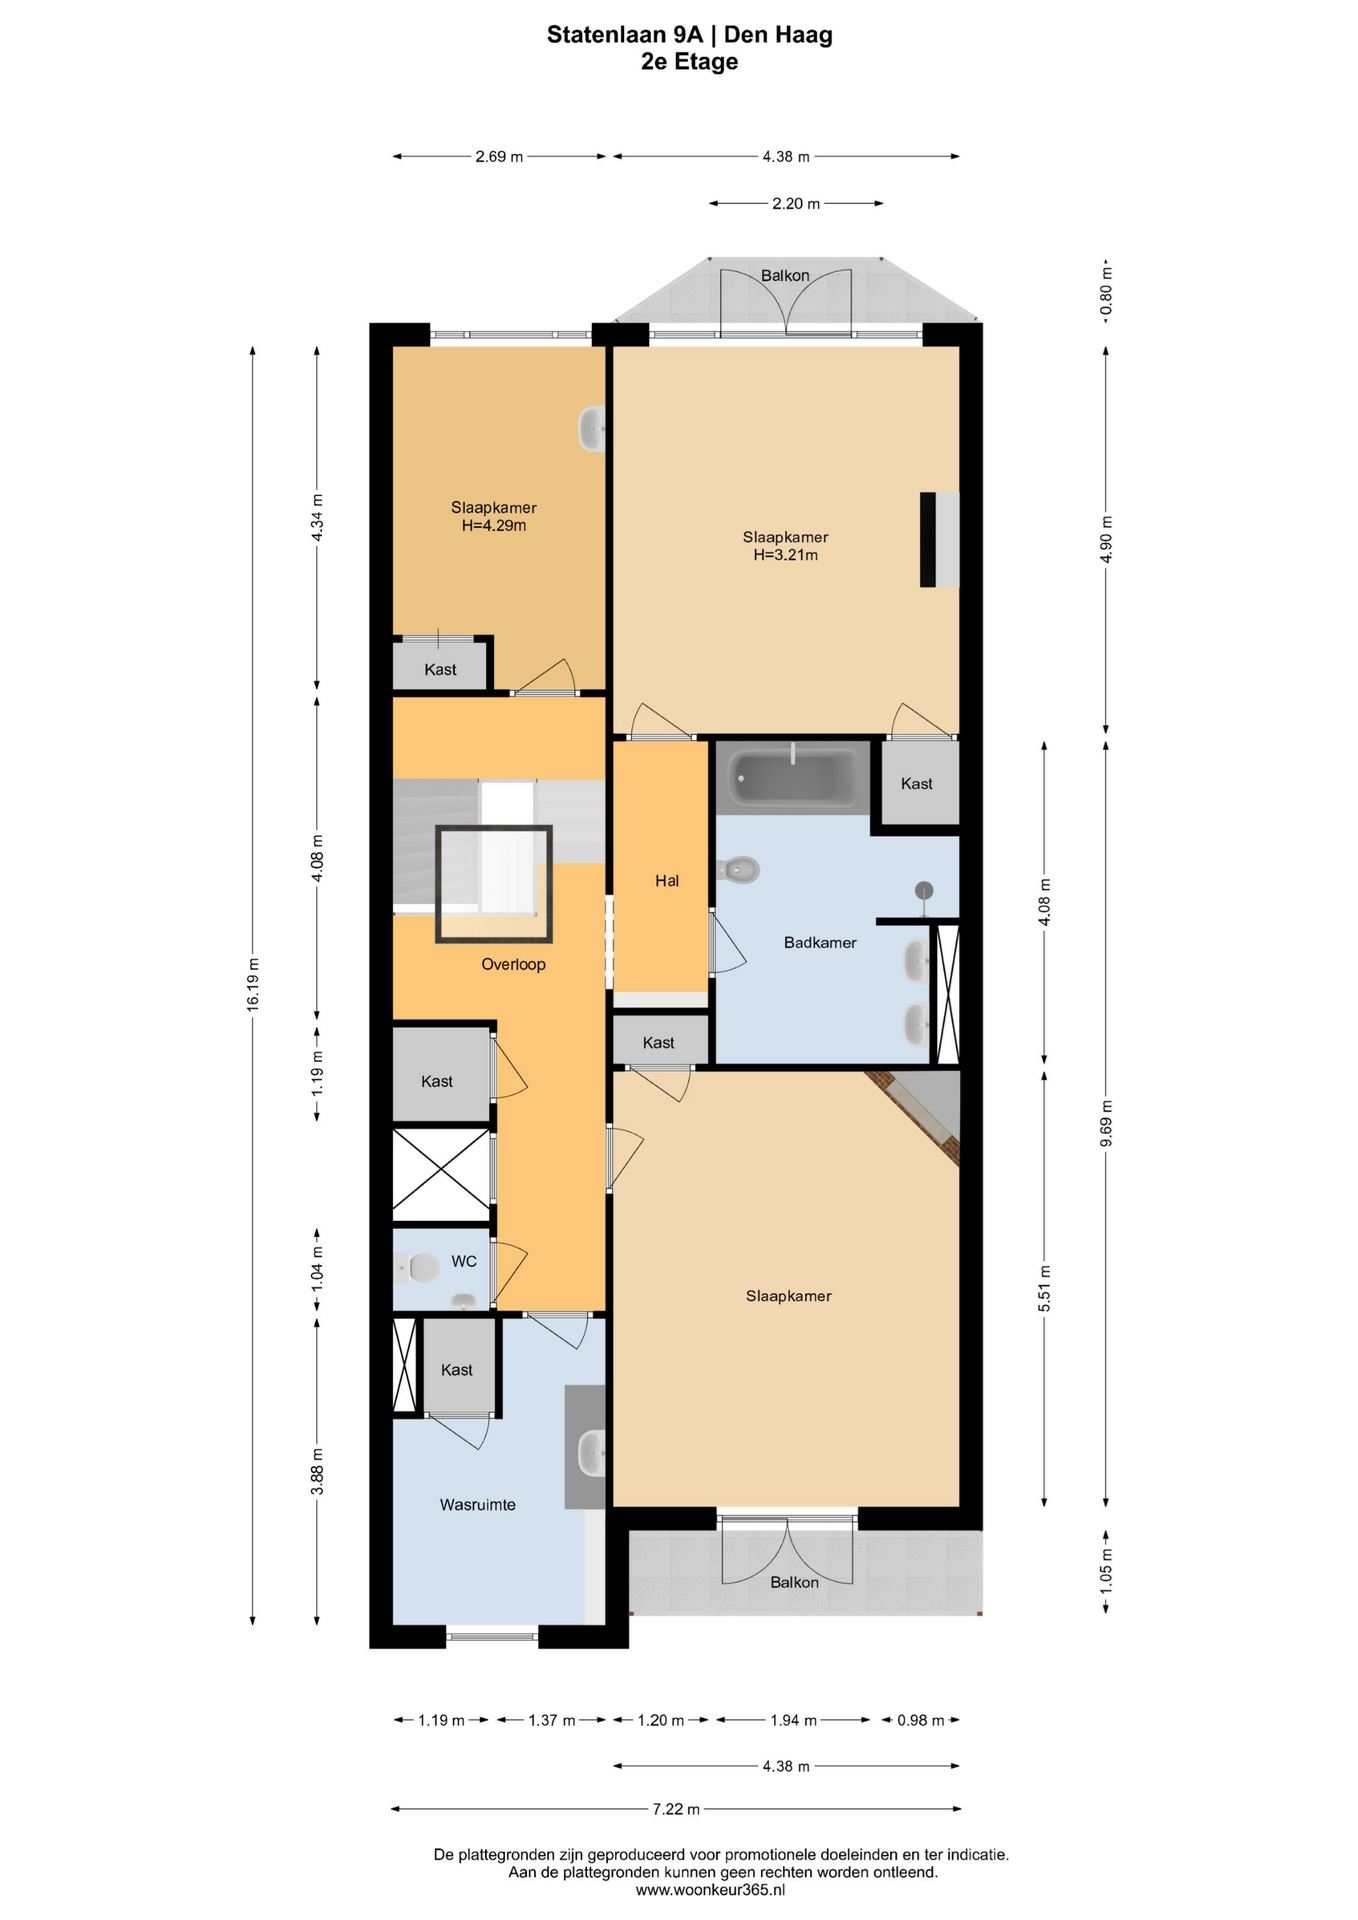 Statenlaan 9A | Den Haag
2e Etage
2.69 m
4.38 m
2.20 m
Balkon
0.80 m
Slaapkamer
H=4.29m
4.34 m
Slaapkamer
H=3.21m
4.90 m
Kast
Kast
4.08 m
Hal
4.08 m
Badkamer
Overloop
16.19 m
Kast
Kast
1.19 m
9.69 m
WC
1.04 m
Slaapkamer
5.51 m
Kast
3.88 m
Wasruimte
Balkon
1.05 m
1.19 m
1.37 m
1.20 m
1.94 m
0.98 m
4.38 m
7.22 m
De plattegronden zijn geproduceerd voor promotionele doeleinden en ter indicatie.
Aan de plattegronden kunnen geen rechten worden ontleend.
www.woonkeur365.nl